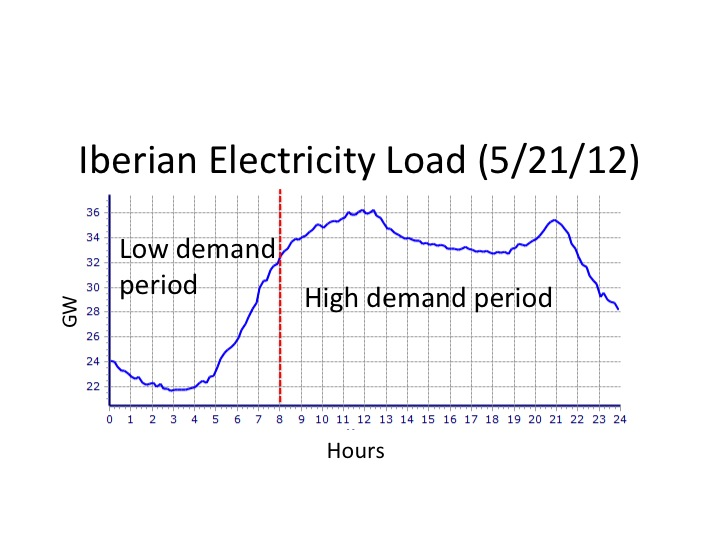 Iberian Electricity Load (5/21/12)
36
34
32
30
28
26
24
22
GW
Low demand
period
High demand period
0 1 2 3 4 5 6 7 8 9 10 11 12 13 14 15 16 17 18 19 20 21 22 23 24
Hours